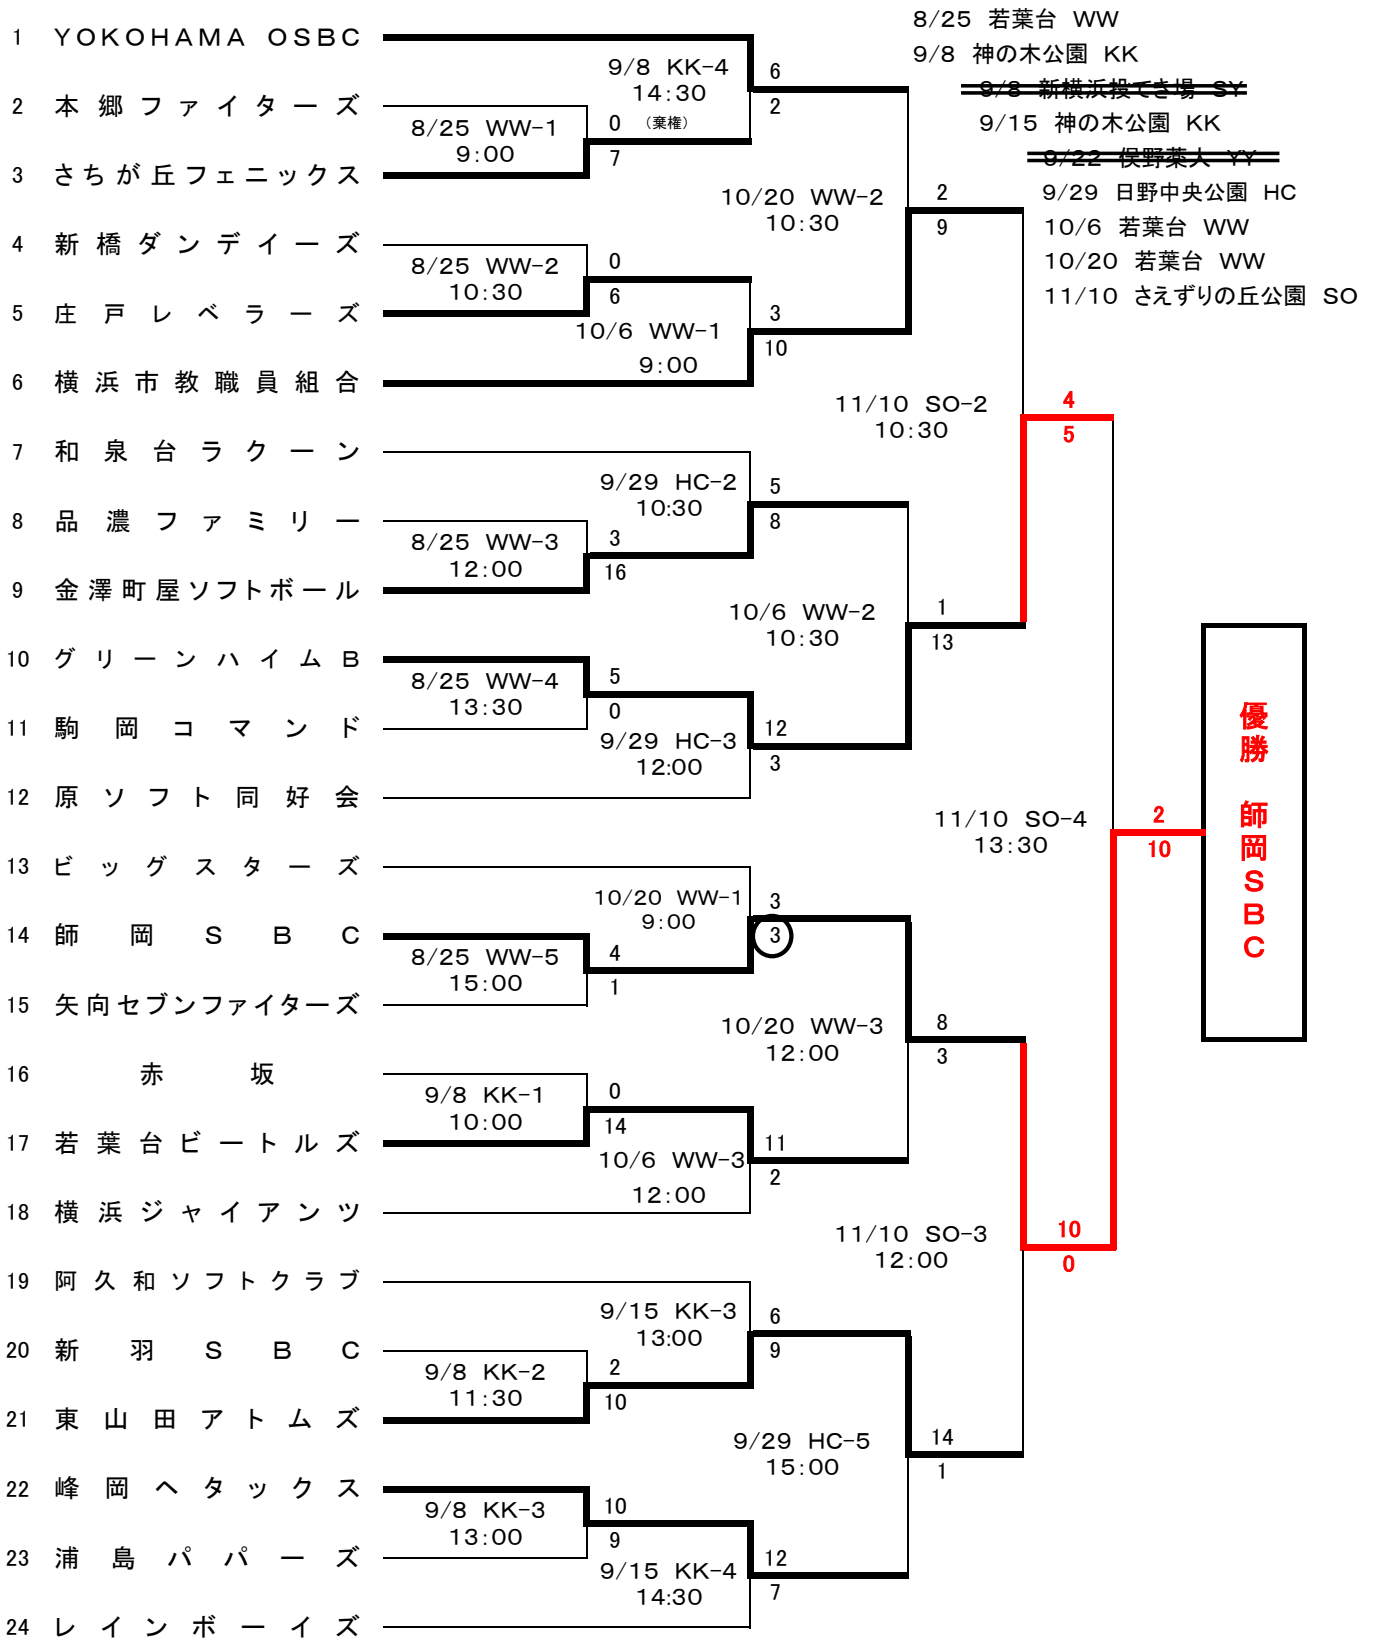 8/25 若葉台 WW
1 YOKOHAMA OSBC
9/8 神の木公園 KK
9/8 KK-4
14:30
(棄権)
6
2
9/8 新横浜投てき場 SY
2 本郷ファイターズ
8/25 WW-1
9:00
0
7
9/15 神の木公園 KK
9/22 俣野薬大 YY
3 さちが丘フェニックス
10/20 WW-2
10:30
2
9
9/29 日野中央公園 HC
10/6 若葉台 WW
10/20 若葉台 WW
11/10 さえずりの丘公園 SO
4 新橋ダンデイーズ
8/25 WW-2
10:30
0
6
5 庄戸レベラーズ
10/6 WW-1
9:00
3
10
6 横浜市教職員組合
11/10 SO-2
10:30
4
5
7 和泉台ラクーン
9/29 HC-2
10:30
5
8
8 品濃ファミリー
8/25 WW-3
12:00
3
16
9 金澤町屋ソフトボール
10/6 WW-2
10:30
1
13
10 グリーンハイムB
8/25 WW-4
13:30
5
0
11 駒岡コマンド
9/29 HC-3
12:00
12
3
12 原ソフト同好会
11/10 SO-4
13:30
2
10
優勝 師岡SBC
13 ビッグスターズ
10/20 WW-1
9:00
3
3
14 師岡SBC
8/25 WW-5
15:00
4
1
15 矢向セブンファイターズ
10/20 WW-3
12:00
8
3
16 赤坂
9/8 KK-1
10:00
0
14
17 若葉台ビートルズ
10/6 WW-3
12:00
11
2
18 横浜ジャイアンツ
11/10 SO-3
12:00
10
0
19 阿久和ソフトクラブ
9/15 KK-3
13:00
6
9
20 新羽SBC
9/8 KK-2
11:30
2
10
21 東山田アトムズ
9/29 HC-5
15:00
14
1
22 峰岡ヘタックス
9/8 KK-3
13:00
10
9
23 浦島パパーズ
9/15 KK-4
14:30
12
7
24 レインボーイズ